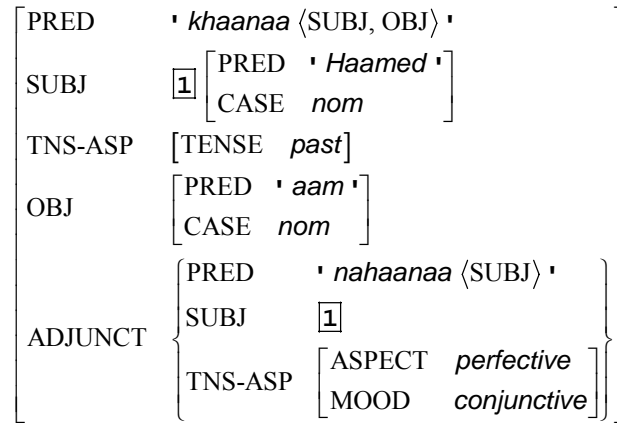 PRED ' khaanaa ⟨SUBJ, OBJ⟩ '
SUBJ 1 PRED ' Haamed '
CASE nom
TNS-ASP [TENSE past]
OBJ PRED ' aam '
CASE nom
ADJUNCT PRED ' nahaanaa ⟨SUBJ⟩ '
SUBJ 1
TNS-ASP ASPECT perfective
MOOD conjunctive